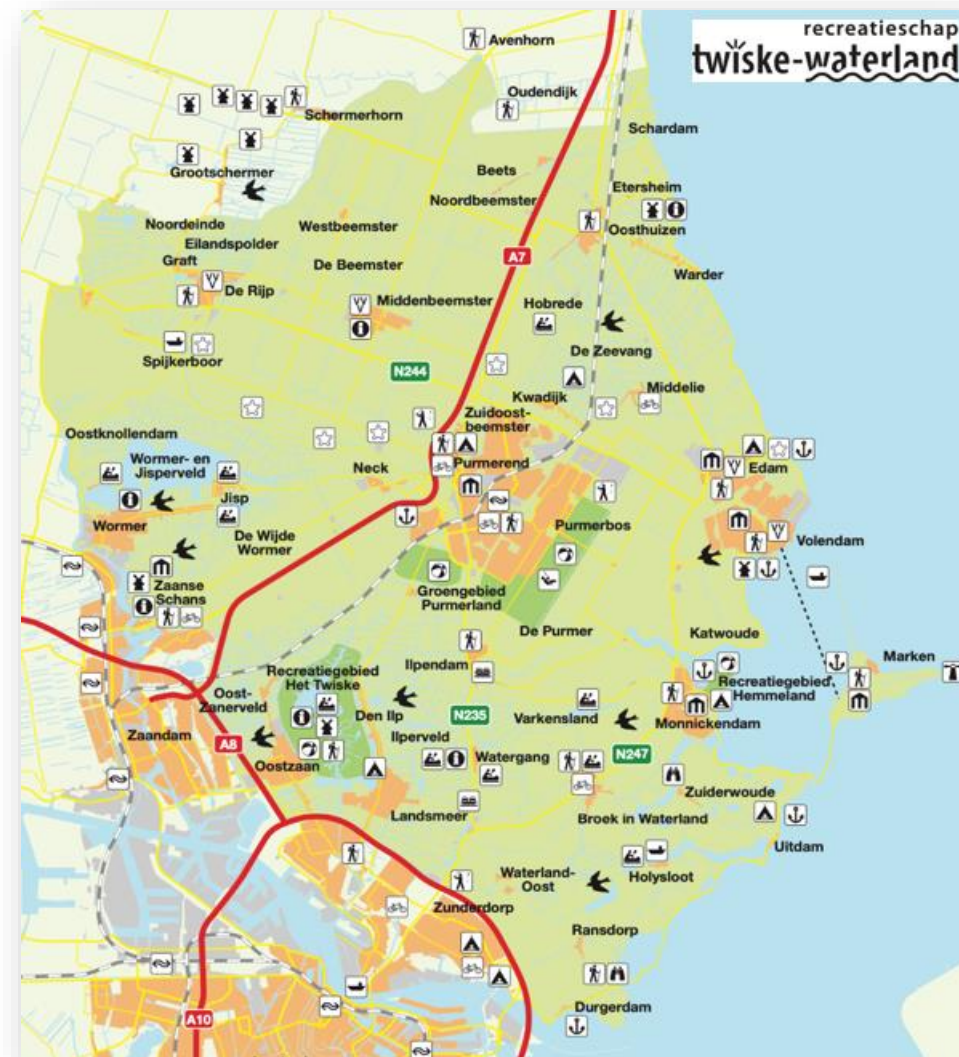 recreatieschap
twiske-waterland
Avenhorn
Oudendijk
Schermerhorn
Schardam
Grootschermer
Beets
Etersheim
Noordbeemster
Noordeinde
Westbeemster
Oosthuizen
Eilandspolder
Graft
De Beemster
A7
Warder
De Rijp
Middenbeemster
Hobrede
Spijkerboor
De Zeevang
N244
Kwadijk
Middelie
Zuidoost-
beemster
Oostknollendam
Wormer- en
Jisperveld
Neck
Purmerend
Edam
Jisp
Wormer
De Wijde
Wormer
Purmerbos
Volendam
Zaanse
Schans
Groengebied
Purmerland
De Purmer
Katwoude
Ilpendam
Marken
Recreatiegebied
Het Twiske
Recreatiegebied
Hemmeland
Oost-
Zanerveld
Den Ilp
N235
Varkensland
Monnickendam
Zaandam
A8
Ilperveld
Oostzaan
Watergang
N247
Zuiderwoude
Landsmeer
Broek in Waterland
Uitdam
Waterland-
Oost
Holysloot
Zunderdorp
Ransdorp
Durgerdam
A10